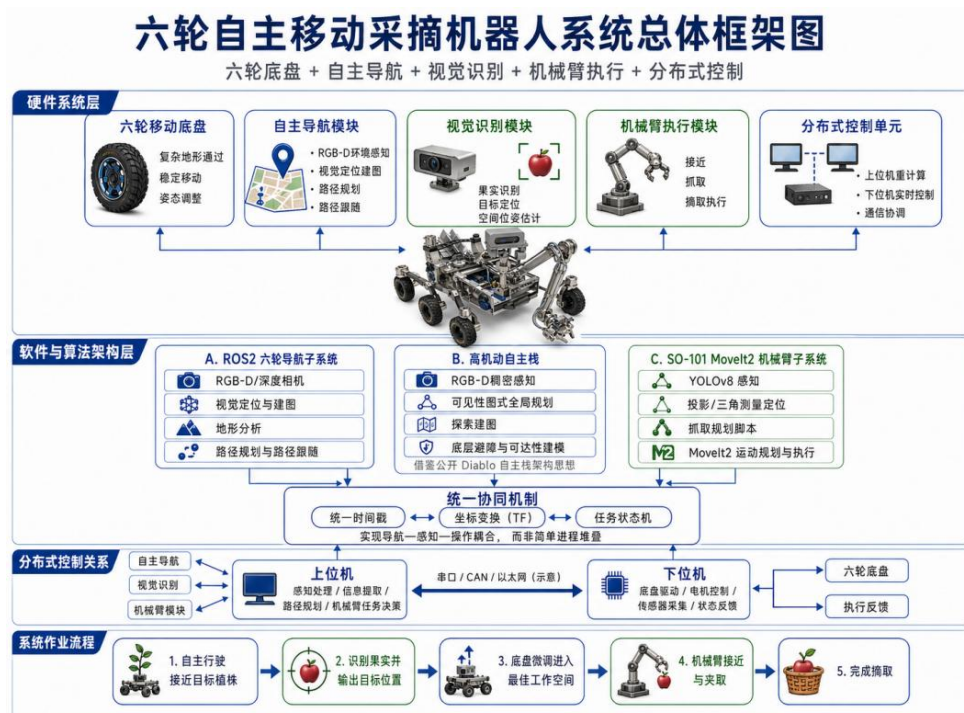 六轮自主移动采摘机器人系统总体框架图
六轮底盘 + 自主导航 + 视觉识别 + 机械臂执行 + 分布式控制
硬件系统层
六轮移动底盘
复杂地形通过
稳定移动
姿态调整
自主导航模块
• RGB-D环境感知
• 视觉定位建图
• 路径规划
• 路径跟随
视觉识别模块
果实识别
目标定位
空间位姿估计
机械臂执行模块
接近
抓取
摘取执行
分布式控制单元
• 上位机重计算
• 下位机实时控制
• 通信协调
软件与算法架构层
A. ROS2 六轮导航子系统
RGB-D/深度相机
视觉定位与建图
地形分析
路径规划与路径跟随
B. 高机动自主栈
RGB-D稠密感知
可见性图式全局规划
探索建图
底层避障与可达性建模
借鉴公开 Diablo 自主栈架构思想
C. SO-101 MoveIt2 机械臂子系统
YOLOv8 感知
投影/三角测量定位
抓取规划脚本
M2 MoveIt2 运动规划与执行
统一协同机制
统一时间戳
坐标变换（TF）
任务状态机
实现导航—感知—操作耦合， 而非简单进程堆叠
分布式控制关系
自主导航
视觉识别
机械臂模块
上位机
感知处理 / 信息提取 /
路径规划 / 机械臂任务决策
串口 / CAN / 以太网（示意）
下位机
底盘驱动 / 电机控制 /
传感器采集 / 状态反馈
六轮底盘
执行反馈
系统作业流程
1. 自主行驶
接近目标植株
2. 识别果实并
输出目标位置
3. 底盘微调进入
最佳工作空间
4. 机械臂接近
与夹取
5. 完成摘取